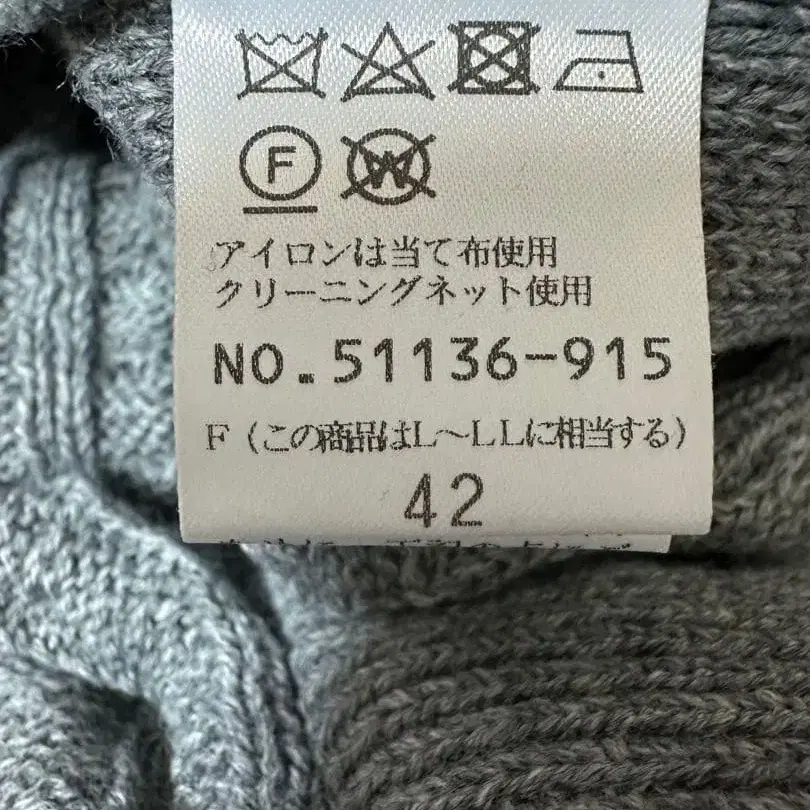 F W
アイロンは当て布使用
クリーニングネット使用
NO.51136-915
F(この商品はL～LLに相当する)
42